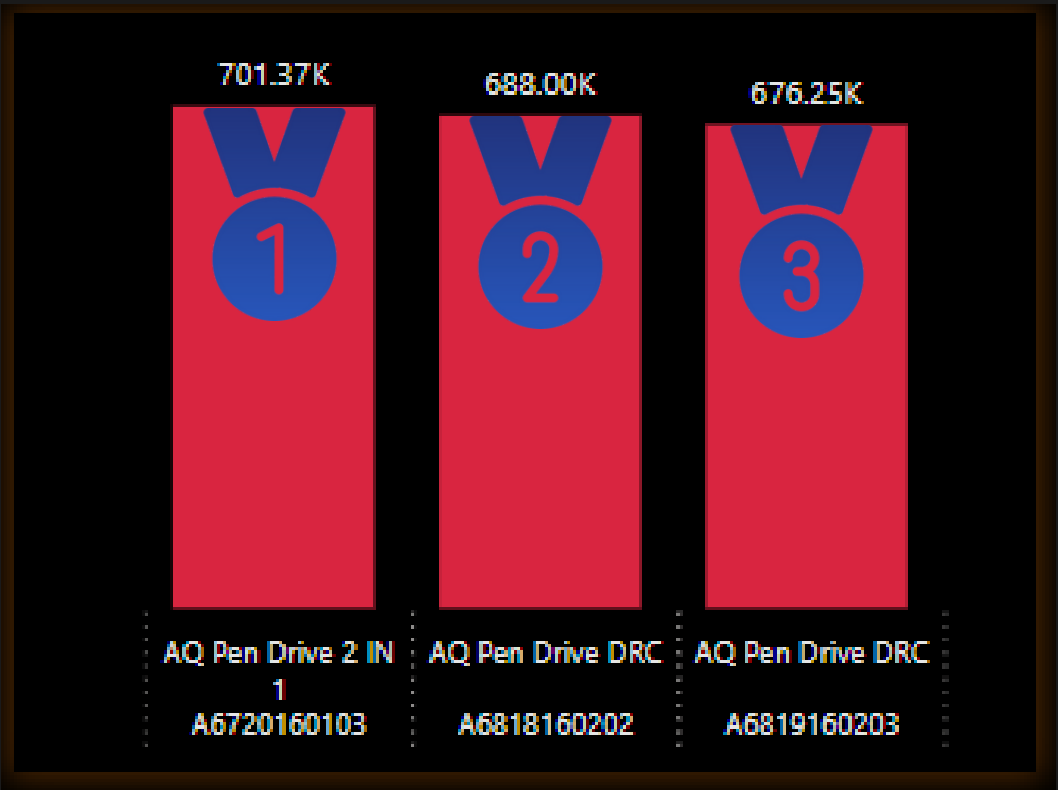 701.37K
688.00K
676.25K
1
2
3
AQ Pen Drive 2 IN
1
A6720160103
AQ Pen Drive DRC
A6818160202
AQ Pen Drive DRC
A6819160203